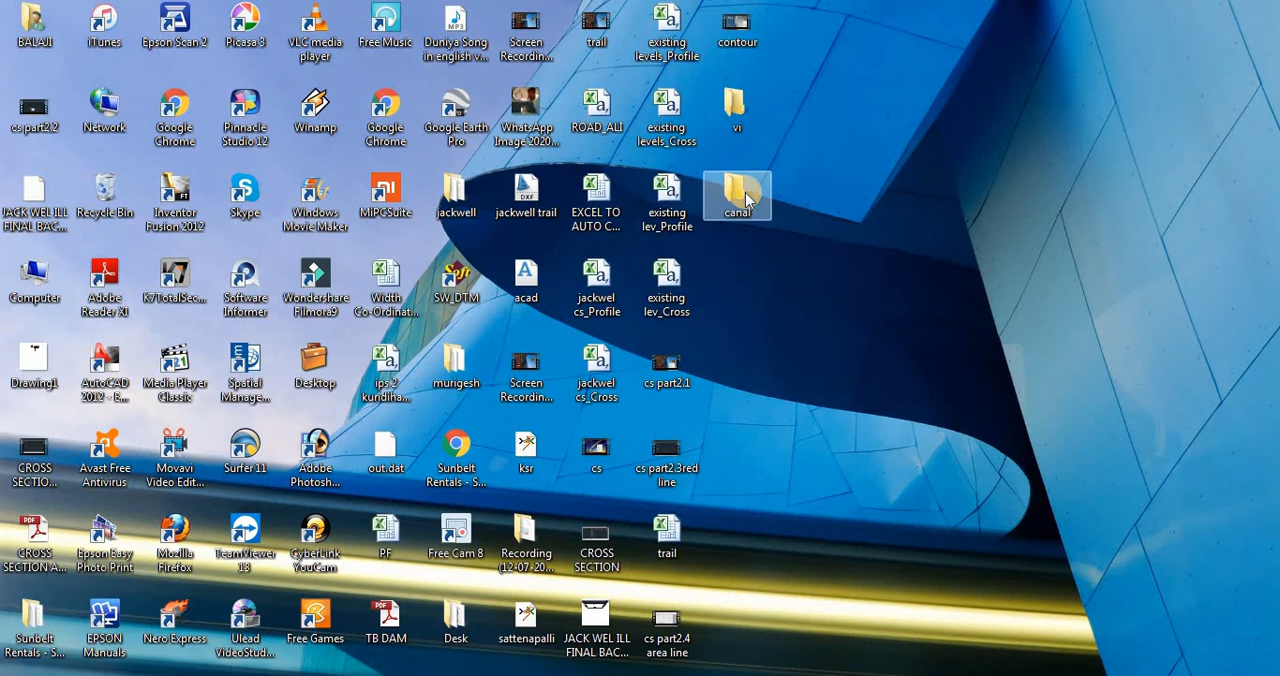 BALAJI
iTunes
Epson Scan 2
Picasa 3
VLC media
player
Free Music
Duniya Song
in english v...
Screen
Recordin...
trail
existing
levels_Profile
contour
cs part2.2
Network
Google
Chrome
Pinnacle
Studio 12
Winamp
Google
Chrome
Google Earth
Pro
WhatsApp
Image 2020...
ROAD_ALI
existing
levels_Cross
vi
JACK WEL ILL
FINAL BAC...
Recycle Bin
Inventor
Fusion 2012
Skype
Windows
Movie Maker
MiPCSuite
jackwell
jackwell trail
EXCEL TO
AUTO C...
existing
lev_Profile
canal
Computer
Adobe
Reader XI
K7TotalSec...
Software
Informer
Wondershare
Filmora9
Width
Co-Ordinat...
SW_DTM
acad
jackwel
cs_Profile
existing
lev_Cross
Drawing1
AutoCAD
2012 - E...
Media Player
Classic
Spatial
Manage...
Desktop
ips 2
kuridiha...
murigesh
Screen
Recordin...
jackwel
cs_Cross
cs part2.1
CROSS
SECTIO...
Avast Free
Antivirus
Movavi
Video Edit...
Surfer 11
Adobe
Photosh...
out.dat
Sunbelt
Rentals - S...
ksr
cs
cs part2.3red
line
CROSS
SECTION A...
Epson Easy
Photo Print
Mozilla
Firefox
TeamViewer
13
CyberLink
YouCam
PF
Free Cam 8
Recording
(12-07-20...
CROSS
SECTION
trail
Sunbelt
Rentals - S...
EPSON
Manuals
Nero Express
Ulead
VideoStud...
Free Games
TB DAM
Desk
sattenapalli
JACK WEL ILL
FINAL BAC...
cs part2.4
area line